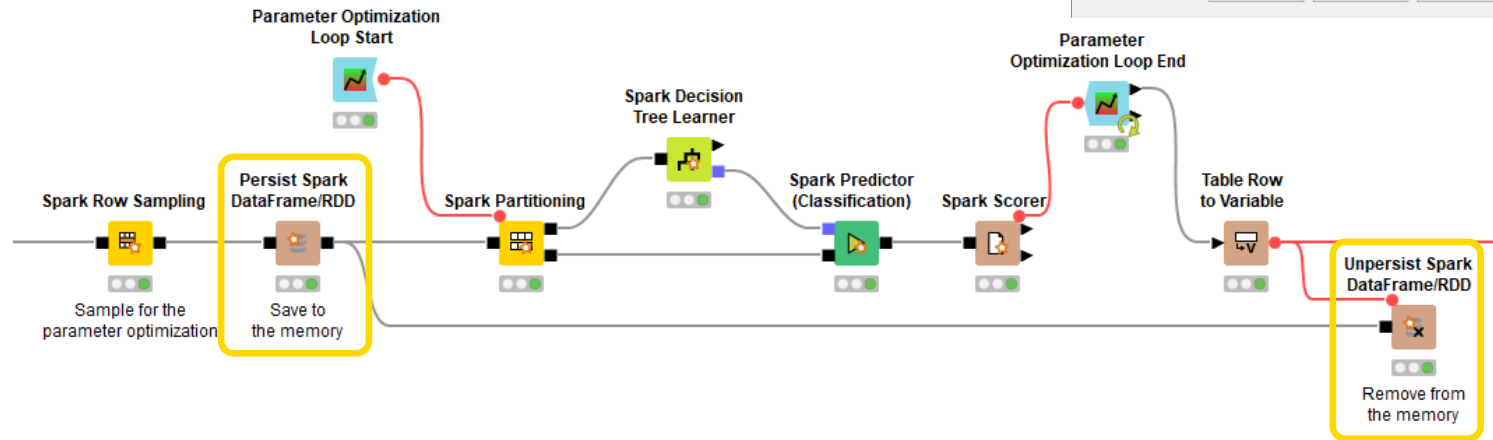 Parameter Optimization
Loop Start
Parameter
Optimization Loop End
Spark Decision
Tree Learner
Persist Spark
DataFrame/RDD
Spark Row Sampling
Spark Partitioning
Spark Predictor
(Classification)
Spark Scorer
Table Row
to Variable
V
Unpersist Spark
DataFrame/RDD
Sample for the
parameter optimization
Save to
the memory
Remove from
the memory